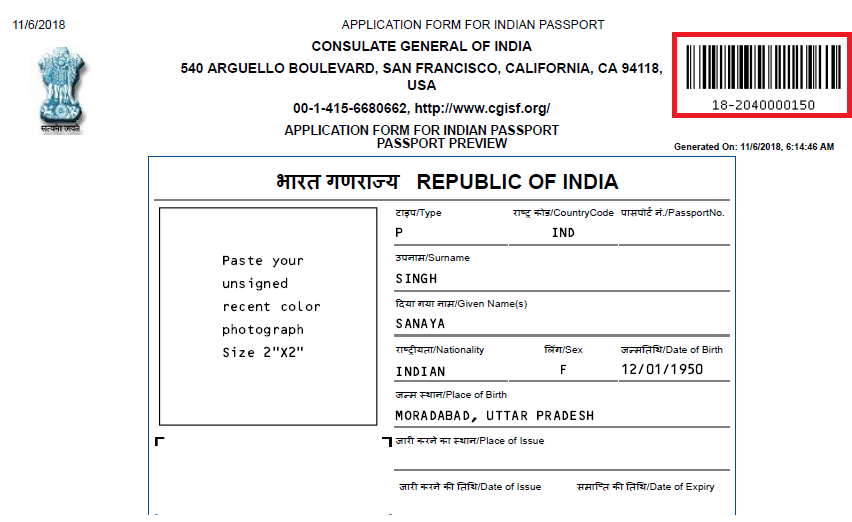 11/6/2018
APPLICATION FORM FOR INDIAN PASSPORT
CONSULATE GENERAL OF INDIA
540 ARGUELLO BOULEVARD, SAN FRANCISCO, CALIFORNIA, CA 94118,
USA
00-1-415-6680662, http://www.cgisf.org/
APPLICATION FORM FOR INDIAN PASSPORT
PASSPORT PREVIEW
सत्यमेव जयते
18-2040000150
Generated On: 11/6/2018, 6:14:46 AM
भारत गणराज्य REPUBLIC OF INDIA
Paste your
unsigned
recent color
photograph
Size 2"X2"
टाइप/Type राष्ट्र कोड/CountryCode पासपोर्ट नं./PassportNo.
P IND
उपनाम/Surname
SINGH
दिया गया नाम/Given Name(s)
SANAYA
राष्ट्रीयता/Nationality लिंग/Sex जन्मतिथि/Date of Birth
INDIAN F 12/01/1950
जन्म स्थान/Place of Birth
MORADABAD, UTTAR PRADESH
जारी करने का स्थान/Place of Issue
जारी करने की तिथि/Date of Issue समाप्ति की तिथि/Date of Expiry